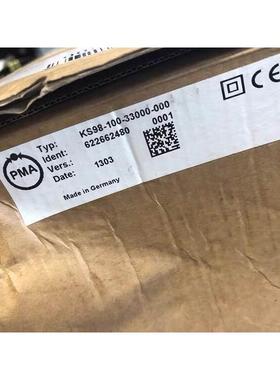 PMA
Typ: KS98-100-33000-000
Ident: 622662480 0001
Vers.:
Date: 1303
Made in Germany
CE